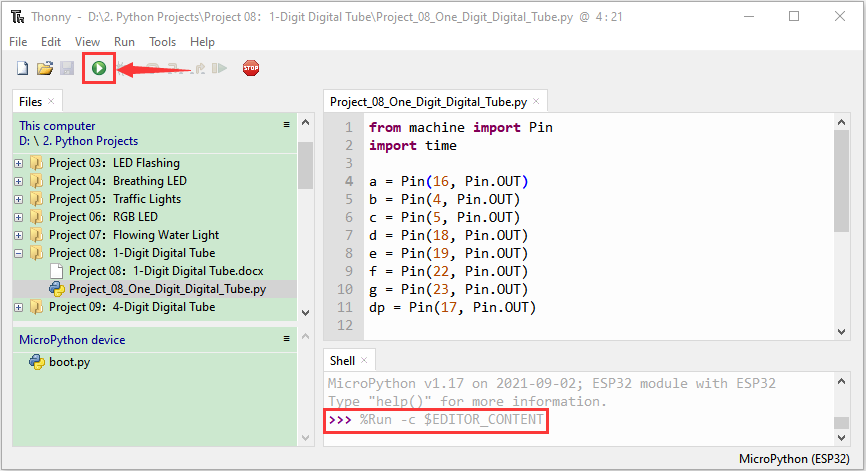 Thonny - D:\2. Python Projects\Project 08：1-Digit Digital Tube\Project_08_One_Digit_Digital_Tube.py @ 4 : 21
File Edit View Run Tools Help
STOP
Files ×
This computer
D: \ 2. Python Projects
Project 03：LED Flashing
Project 04：Breathing LED
Project 05：Traffic Lights
Project 06：RGB LED
Project 07：Flowing Water Light
Project 08：1-Digit Digital Tube
Project 08：1-Digit Digital Tube.docx
Project_08_One_Digit_Digital_Tube.py
Project 09：4-Digit Digital Tube
MicroPython device
boot.py
Project_08_One_Digit_Digital_Tube.py ×
1 from machine import Pin
2 import time
3
4 a = Pin(16, Pin.OUT)
5 b = Pin(4, Pin.OUT)
6 c = Pin(5, Pin.OUT)
7 d = Pin(18, Pin.OUT)
8 e = Pin(19, Pin.OUT)
9 f = Pin(22, Pin.OUT)
10 g = Pin(23, Pin.OUT)
11 dp = Pin(17, Pin.OUT)
12
Shell ×
MicroPython v1.17 on 2021-09-02; ESP32 module with ESP32
Type "help()" for more information.
>>> %Run -c $EDITOR_CONTENT
MicroPython (ESP32)